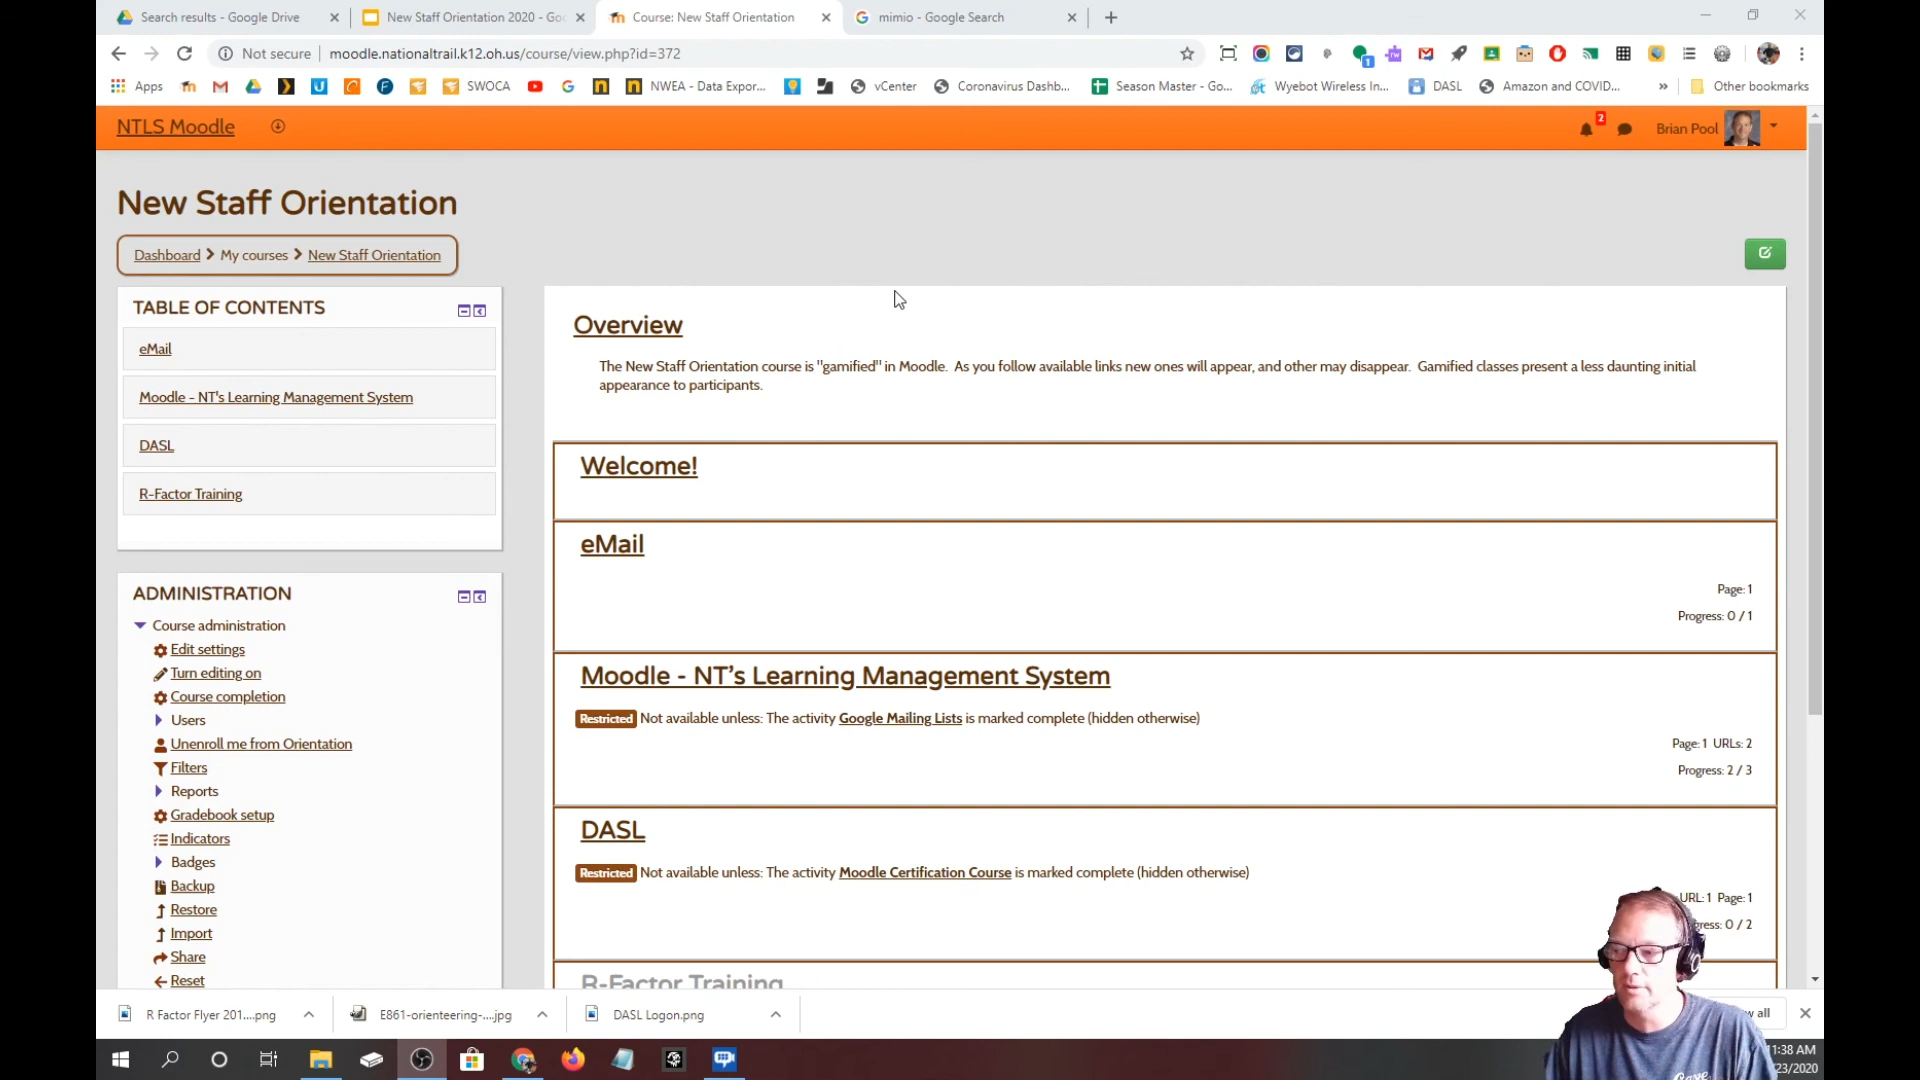 Search results - Google Drive
New Staff Orientation 2020 - Goo
Course: New Staff Orientation
mimio - Google Search
Not secure
moodle.nationaltrail.k12.oh.us/course/view.php?id=372
1
Apps
SWOCA
NWEA - Data Expor...
vCenter
Coronavirus Dashb...
Season Master - Go...
Wyebot Wireless In...
DASL
Amazon and COVID...
»
Other bookmarks
NTLS Moodle
2
Brian Pool
New Staff Orientation
Dashboard
My courses
New Staff Orientation
TABLE OF CONTENTS
eMail
Moodle - NT's Learning Management System
DASL
R-Factor Training
ADMINISTRATION
Course administration
Edit settings
Turn editing on
Course completion
Users
Unenroll me from Orientation
Filters
Reports
Gradebook setup
Indicators
Badges
Backup
Restore
Import
Share
Reset
Overview
The New Staff Orientation course is "gamified" in Moodle. As you follow available links new ones will appear, and other may disappear. Gamified classes present a less daunting initial
appearance to participants.
Welcome!
eMail
Page: 1
Progress: 0 / 1
Moodle - NT's Learning Management System
Restricted Not available unless: The activity Google Mailing Lists is marked complete (hidden otherwise)
Page: 1 URLs: 2
Progress: 2 / 3
DASL
Restricted Not available unless: The activity Moodle Certification Course is marked complete (hidden otherwise)
URL: 1 Page: 1
gress: 0 / 2
R-Factor Training
R Factor Flyer 201....png
E861-orienteering-....jpg
DASL Logon.png
w all
11:38 AM
23/2020